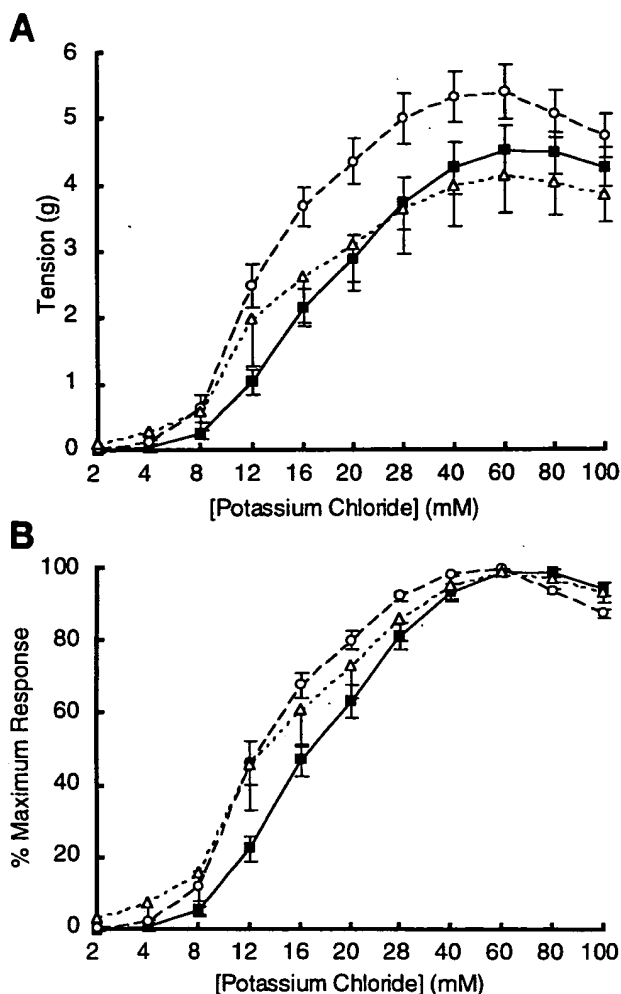 A
6
5
4
3
2
1
0
Tension (g)
2 4 8 12 16 20 28 40 60 80 100
[Potassium Chloride] (mM)
B
100
80
60
40
20
0
% Maximum Response
2 4 8 12 16 20 28 40 60 80 100
[Potassium Chloride] (mM)